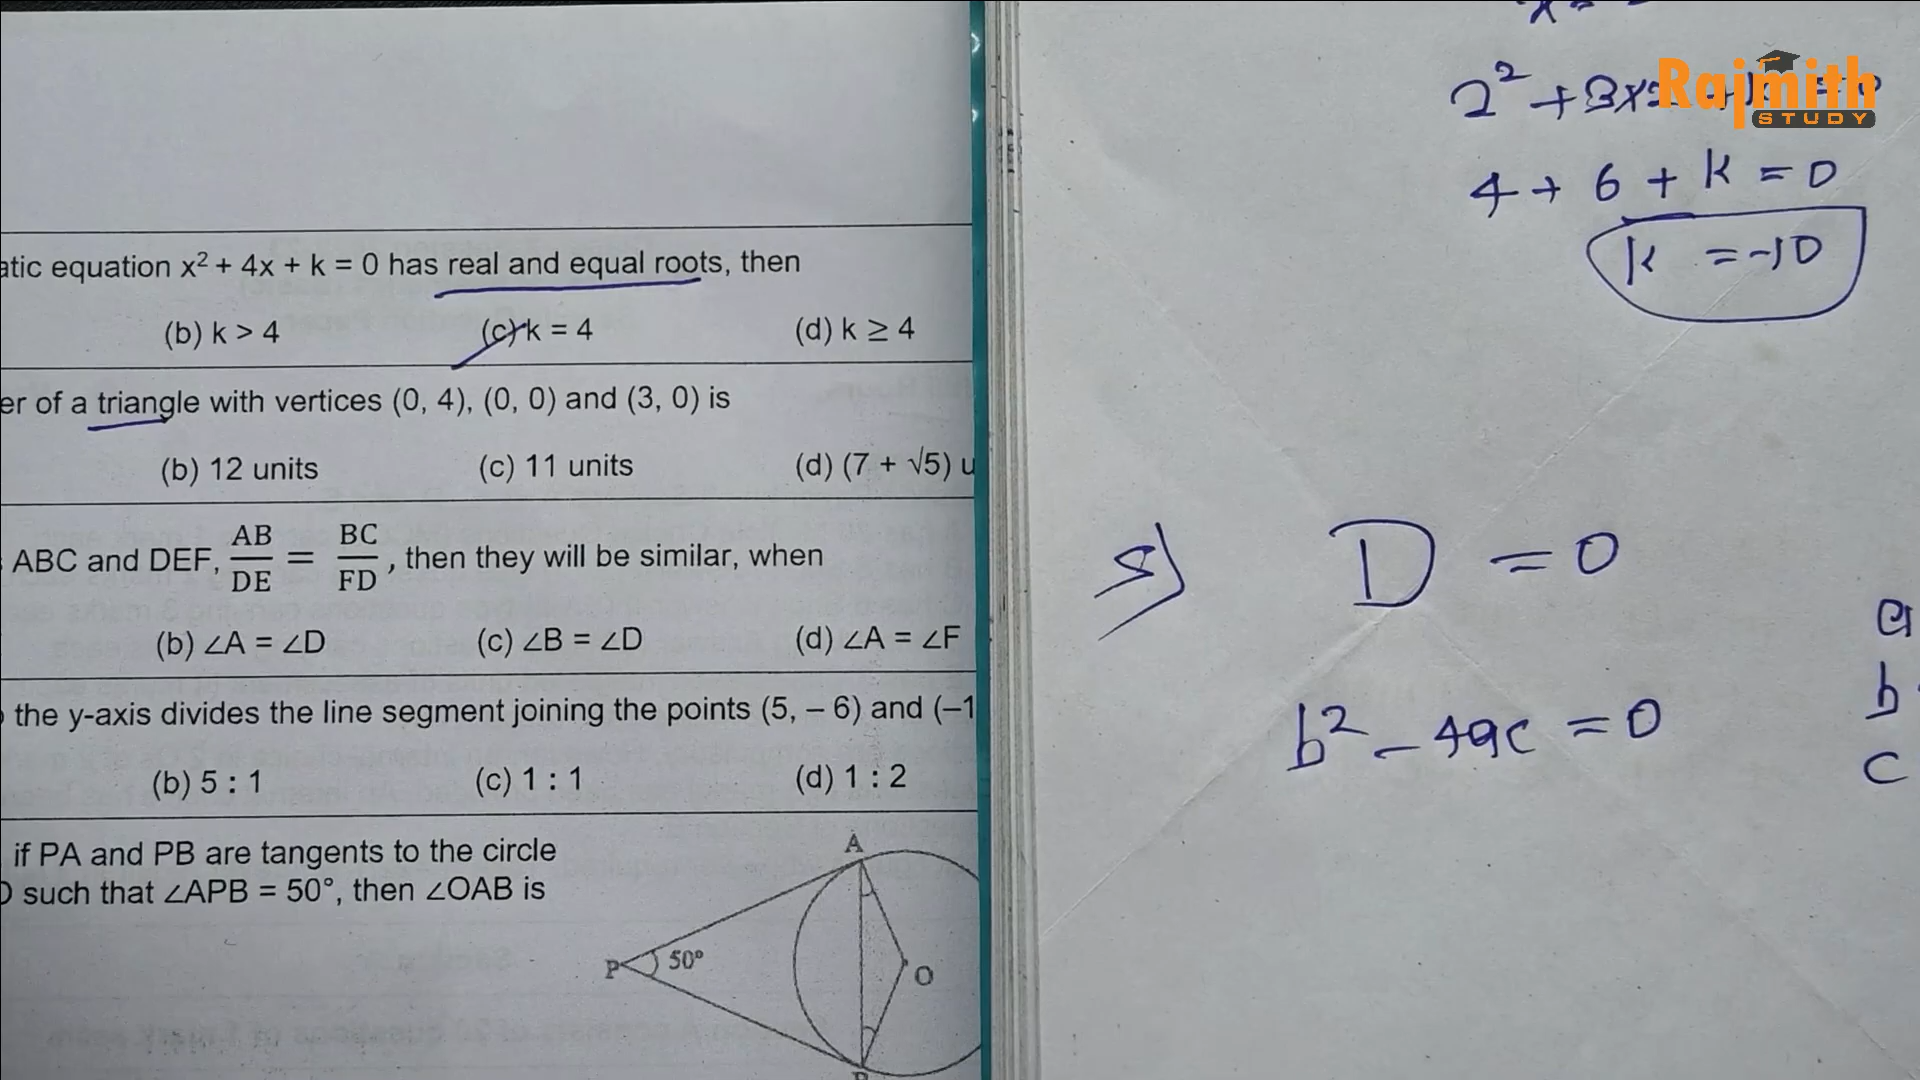 atic equation x² + 4x + k = 0 has real and equal roots, then
(b) k > 4 (c) k = 4 (d) k ≥ 4
er of a triangle with vertices (0, 4), (0, 0) and (3, 0) is
(b) 12 units (c) 11 units (d) (7 + √5) u
ABC and DEF, AB/DE = BC/FD, then they will be similar, when
(b) ∠A = ∠D (c) ∠B = ∠D (d) ∠A = ∠F
the y-axis divides the line segment joining the points (5, – 6) and (–1
(b) 5 : 1 (c) 1 : 1 (d) 1 : 2
if PA and PB are tangents to the circle
O such that ∠APB = 50°, then ∠OAB is
A
P 50° O
B
2² + 3x2 + k = 0
4 + 6 + k = 0
k = -10
Rajmith
STUDY
5) D = 0
b² - 4ac = 0
a
b
c